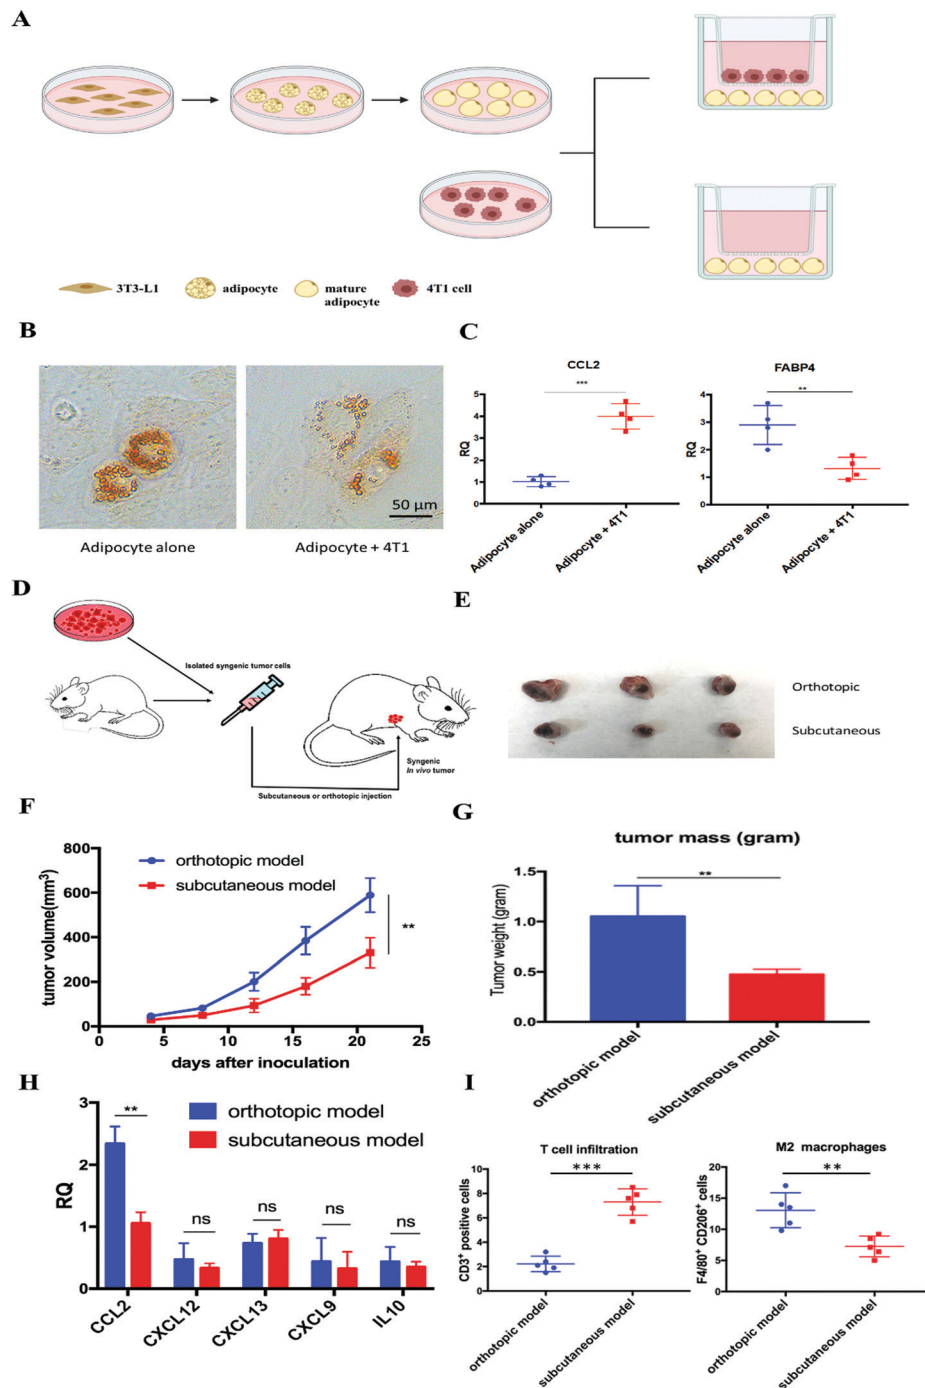 A
3T3-L1
adipocyte
mature
adipocyte
4T1 cell
B
50 µm
Adipocyte alone
Adipocyte + 4T1
C
CCL2
***
RQ
5
4
3
2
1
0
Adipocyte alone
Adipocyte + 4T1
FABP4
**
RQ
4
3
2
1
0
Adipocyte alone
Adipocyte + 4T1
D
Isolated syngenic tumor cells
Syngenic
In vivo tumor
Subcutaneous or orthotopic injection
E
Orthotopic
Subcutaneous
F
tumor volume(mm³)
800
600
400
200
0
orthotopic model
subcutaneous model
**
0
5
10
15
20
25
days after inoculation
G
tumor mass (gram)
**
Tumor weight (gram)
1.5
1.0
0.5
0.0
orthotopic model
subcutaneous model
H
RQ
3
2
1
0
orthotopic model
subcutaneous model
**
ns
ns
ns
ns
CCL2
CXCL12
CXCL13
CXCL9
IL10
I
T cell infiltration
***
CD3⁺ positive cells
10
8
6
4
2
0
orthotopic model
subcutaneous model
M2 macrophages
**
F4/80⁺ CD206⁺ cells
20
15
10
5
0
orthotopic model
subcutaneous model